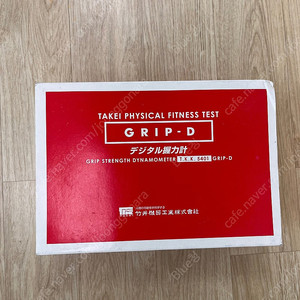 TAKEI PHYSICAL FITNESS TEST
GRIP-D
デジタル握力計
GRIP STRENGTH DYNAMOMETER T.K.K. 5401 GRIP-D
竹井機器工業株式会社